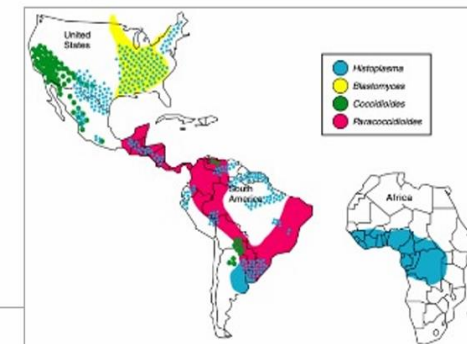 United
States
Histoplasma
Blastomyces
Coccidioides
Paracoccidioides
South
America
Africa